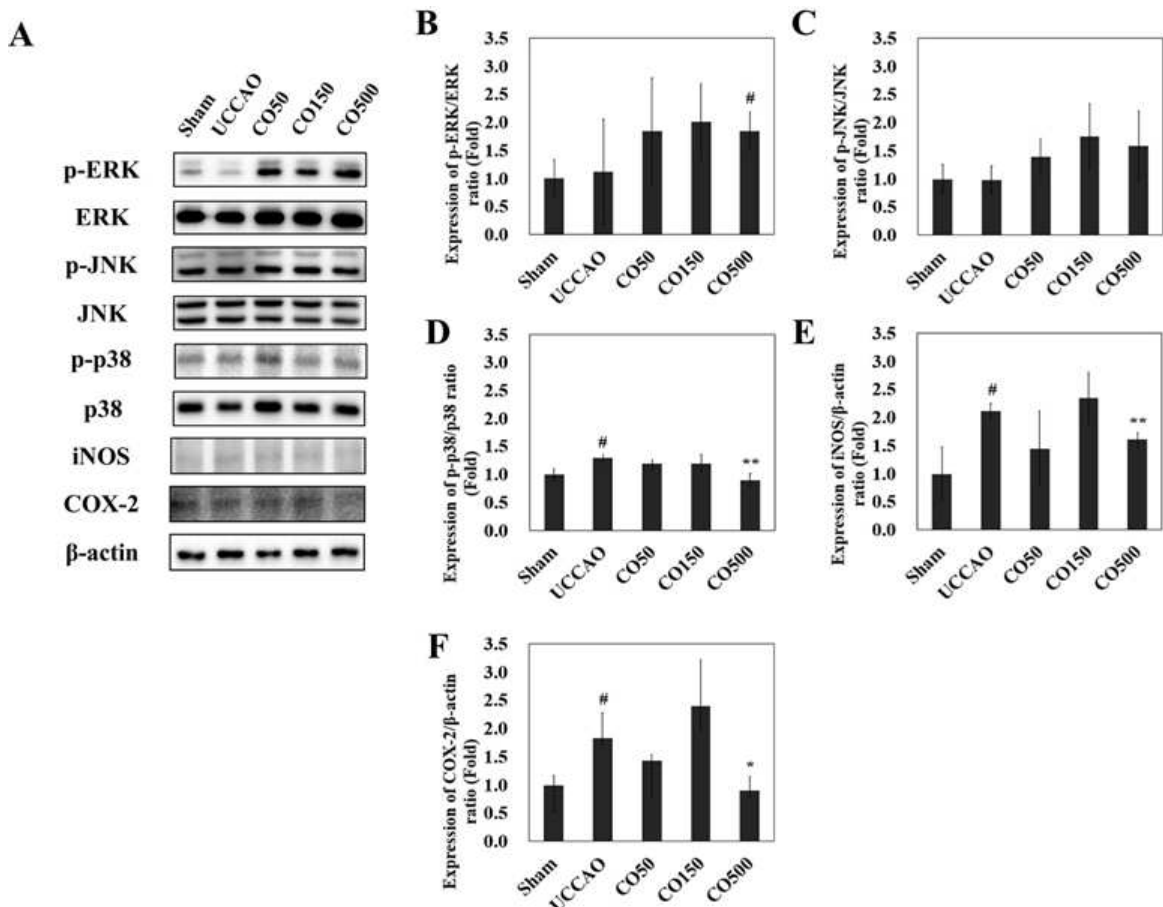 A
Sham
UCCAO
CO50
CO150
CO500
p-ERK
ERK
p-JNK
JNK
p-p38
p38
iNOS
COX-2
β-actin
B
Expression of p-ERK/ERK
ratio (Fold)
3.5
3.0
2.5
2.0
1.5
1.0
0.5
0.0
#
Sham
UCCAO
CO50
CO150
CO500
C
Expression of p-JNK/JNK
ratio (Fold)
3.5
3.0
2.5
2.0
1.5
1.0
0.5
0.0
Sham
UCCAO
CO50
CO150
CO500
D
Expression of p-p38/p38 ratio
(Fold)
3.5
3.0
2.5
2.0
1.5
1.0
0.5
0.0
#
**
Sham
UCCAO
CO50
CO150
CO500
E
Expression of iNOS/β-actin
ratio (Fold)
3.5
3.0
2.5
2.0
1.5
1.0
0.5
0.0
#
**
Sham
UCCAO
CO50
CO150
CO500
F
Expression of COX-2/β-actin
ratio (Fold)
3.5
3.0
2.5
2.0
1.5
1.0
0.5
0.0
#
*
Sham
UCCAO
CO50
CO150
CO500